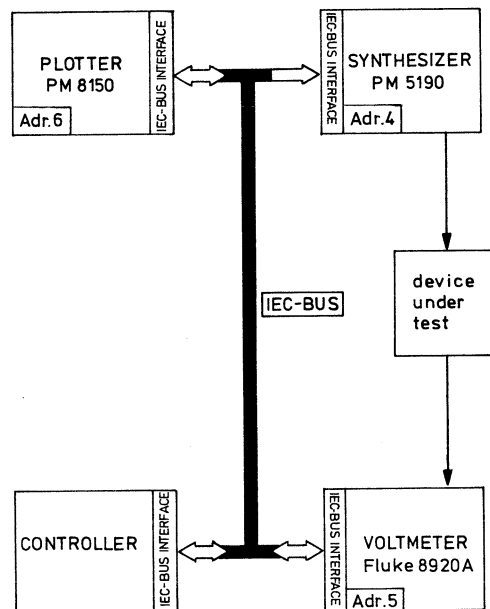 PLOTTER
PM 8150
Adr.6
IEC-BUS INTERFACE
IEC-BUS INTERFACE
SYNTHESIZER
PM 5190
Adr.4
device
under
test
IEC-BUS
CONTROLLER
IEC-BUS INTERFACE
IEC-BUS INTERFACE
VOLTMETER
Fluke 8920A
Adr.5